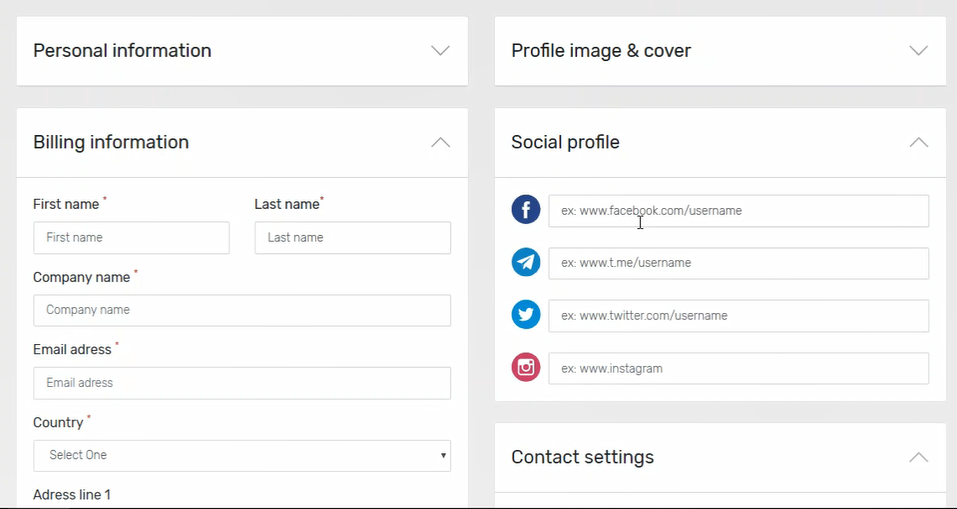 Personal information
Billing information
First name *
Last name*
First name
Last name
Company name *
Company name
Email adress *
Email adress
Country *
Select One
Adress line 1
Profile image & cover
Social profile
ex: www.facebook.com/username
ex: www.t.me/username
ex: www.twitter.com/username
ex: www.instagram
Contact settings